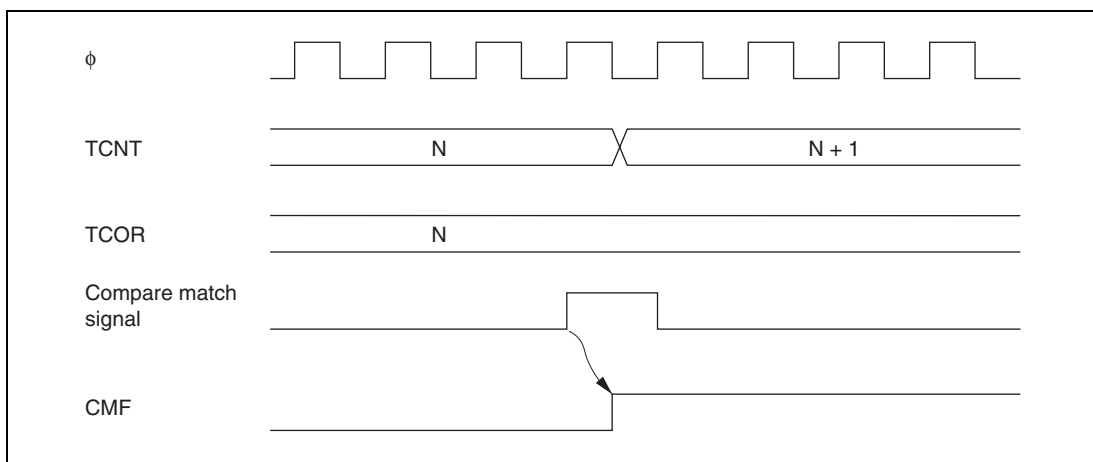 φ
TCNT
N
N + 1
TCOR
N
Compare match
signal
CMF